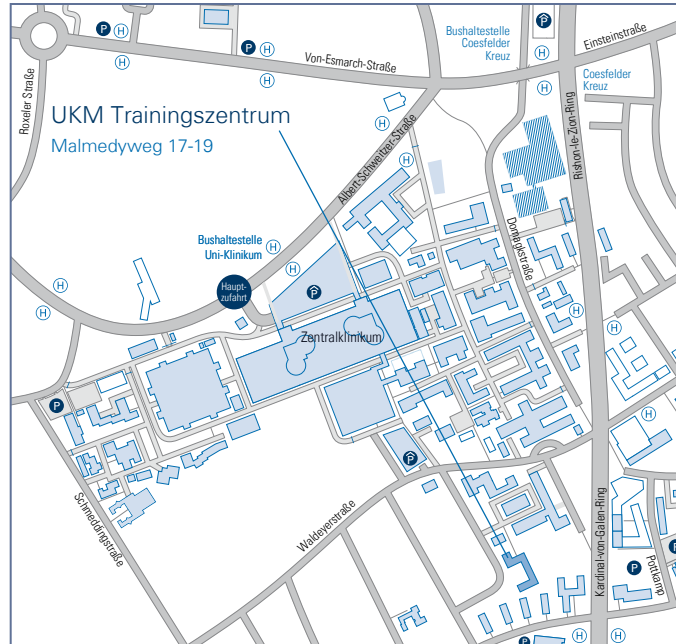 P
H
H
P
H
H
Von-Esmarch-Straße
Bushaltestelle
Coesfelder
Kreuz
P
H
H
H
Einsteinstraße
Coesfelder
Kreuz
H
H
Roxeler Straße
UKM Trainingszentrum
Malmedyweg 17-19
H
H
Albert-Schweitzer-Straße
Rishon-le-Zion-Ring
Domagkstraße
Bushaltestelle
Uni-Klinikum
H
H
Haupt-
zufahrt
P
H
H
H
H
Zentralklinikum
P
H
P
Schmeddingstraße
Waldeyerstraße
Kardinal-von-Galen-Ring
Pottkamp
P
P
P
H
H